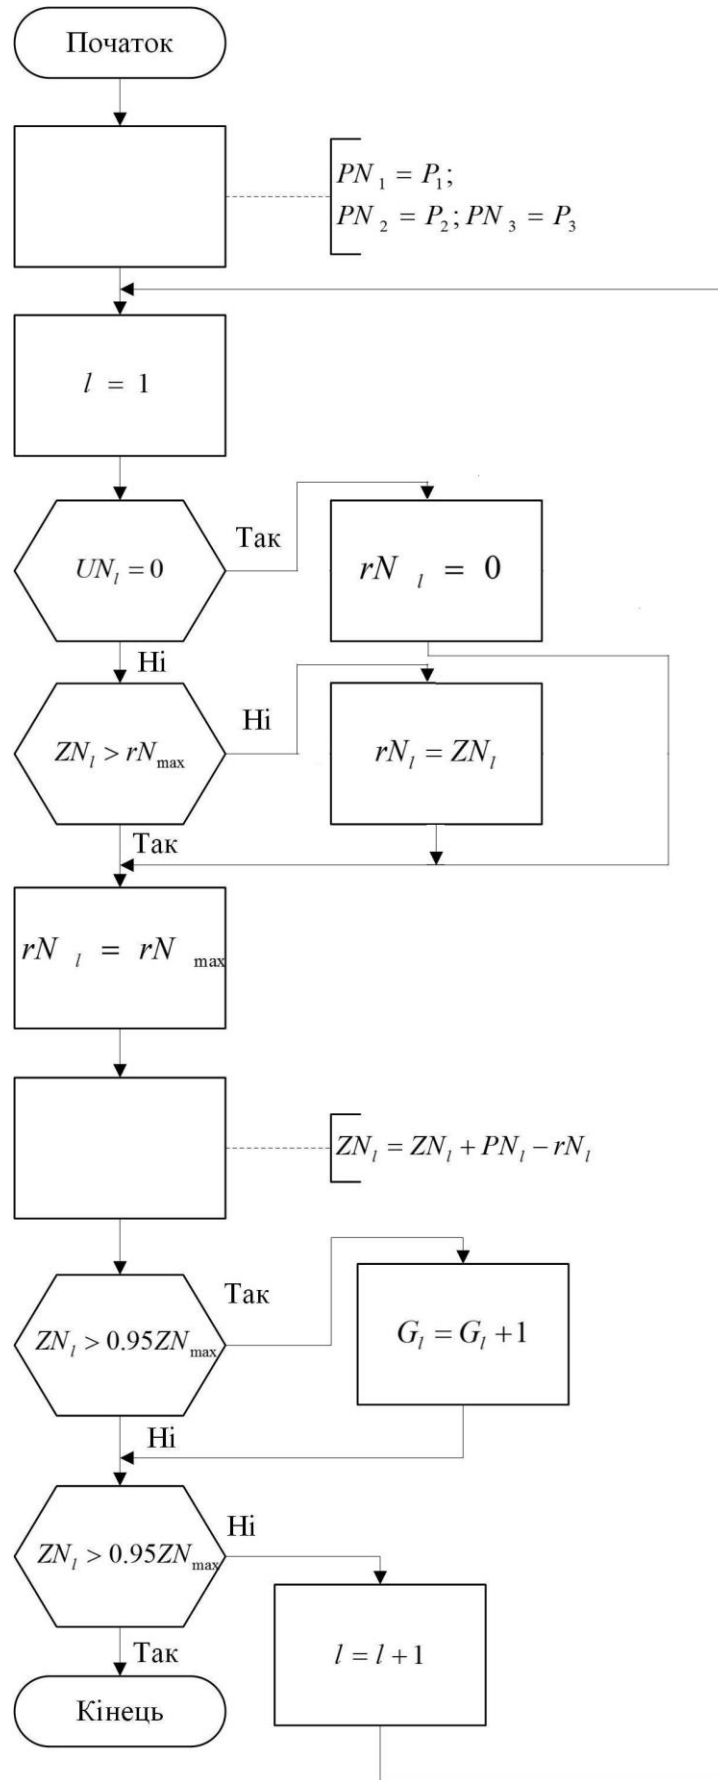 Початок
PN₁ = P₁;
PN₂ = P₂; PN₃ = P₃
l = 1
UNₗ = 0
Так
rNₗ = 0
Ні
ZNₗ > rNmax
Ні
rNₗ = ZNₗ
Так
rNₗ = rNmax
ZNₗ = ZNₗ + PNₗ − rNₗ
Так
ZNₗ > 0.95ZNmax
Gₗ = Gₗ + 1
Ні
ZNₗ > 0.95ZNmax
Ні
l = l + 1
Так
Кінець